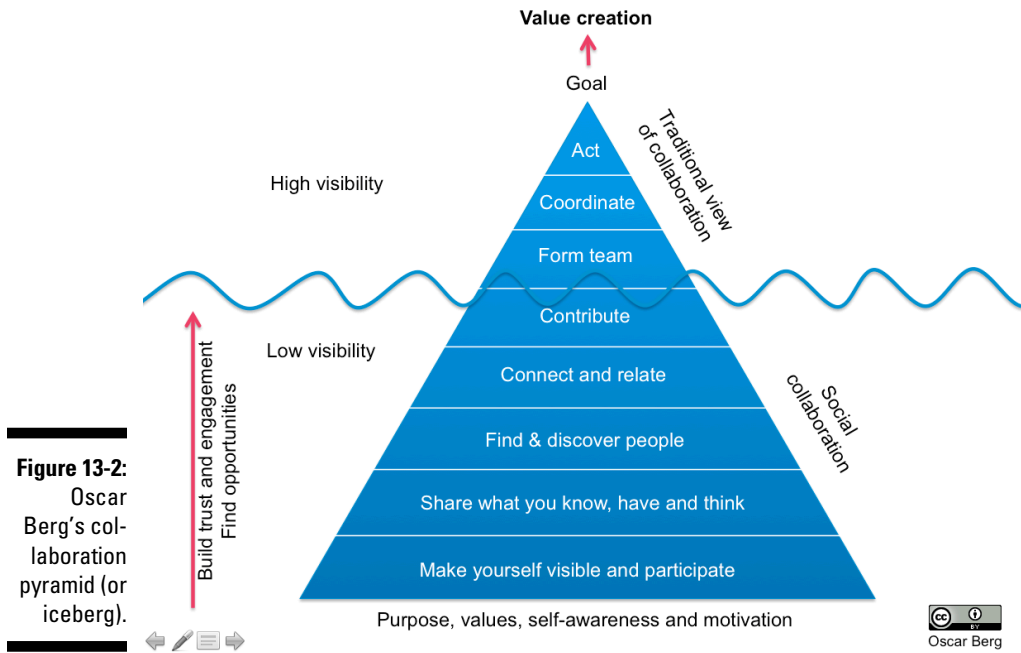 Value creation
Goal
Act
Traditional view
of collaboration
High visibility
Coordinate
Form team
Contribute
Low visibility
Connect and relate
Social
collaboration
Find & discover people
Share what you know, have and think
Make yourself visible and participate
Build trust and engagement
Find opportunities
Purpose, values, self-awareness and motivation
Figure 13-2:
Oscar
Berg's col-
laboration
pyramid (or
iceberg).
cc
BY
Oscar Berg